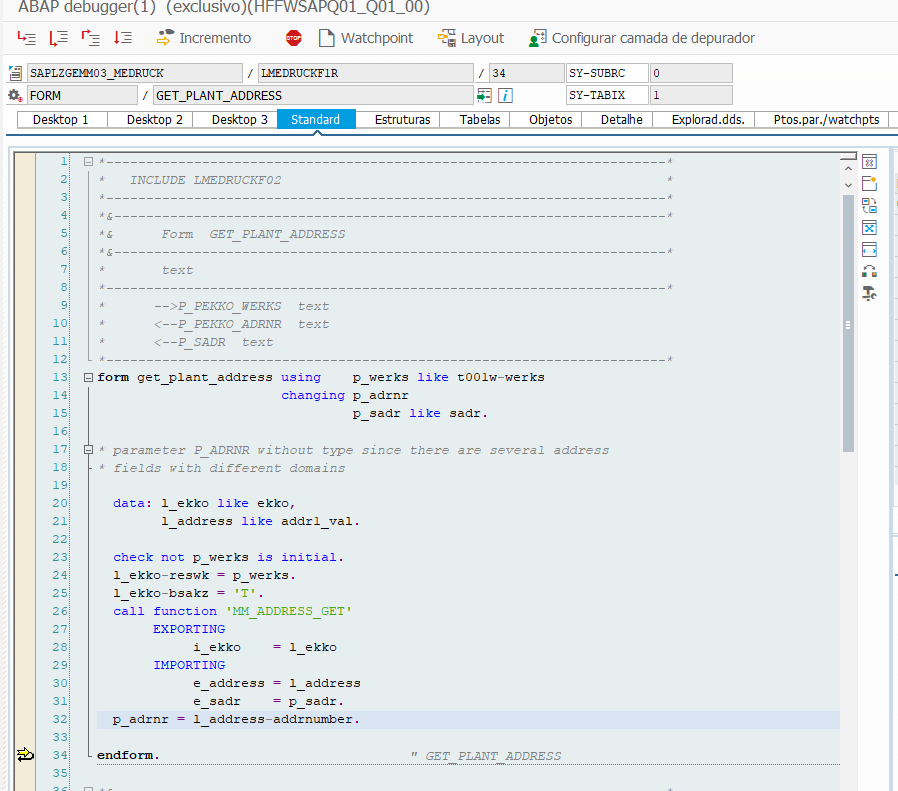 ABAP debugger(1) (exclusivo)(HFFWSAPQ01_Q01_00)
Incremento STOP Watchpoint Layout Configurar camada de depurador
SAPLZGEMM03_MEDRUCK / LMEDRUCKF1R / 34 SY-SUBRC 0
FORM / GET_PLANT_ADDRESS SY-TABIX 1
Desktop 1 Desktop 2 Desktop 3 Standard Estruturas Tabelas Objetos Detalhe Explorad.dds. Ptos.par./watchpts
1 *----------------------------------------------------------------------*
2 *   INCLUDE LMEDRUCKF02                                                *
3 *----------------------------------------------------------------------*
4 *&---------------------------------------------------------------------*
5 *&      Form  GET_PLANT_ADDRESS
6 *&---------------------------------------------------------------------*
7 *       text
8 *----------------------------------------------------------------------*
9 *      -->P_PEKKO_WERKS  text
10 *      <--P_PEKKO_ADRNR  text
11 *      <--P_SADR  text
12 *----------------------------------------------------------------------*
13 form get_plant_address using    p_werks like t001w-werks
14                        changing p_adrnr
15                                 p_sadr like sadr.
16
17 * parameter P_ADRNR without type since there are several address
18 * fields with different domains
19
20   data: l_ekko like ekko,
21         l_address like addr1_val.
22
23   check not p_werks is initial.
24   l_ekko-reswk = p_werks.
25   l_ekko-bsakz = 'T'.
26   call function 'MM_ADDRESS_GET'
27        EXPORTING
28             i_ekko    = l_ekko
29        IMPORTING
30             e_address = l_address
31             e_sadr    = p_sadr.
32   p_adrnr = l_address-addrnumber.
33
34 endform.                               " GET_PLANT_ADDRESS
35